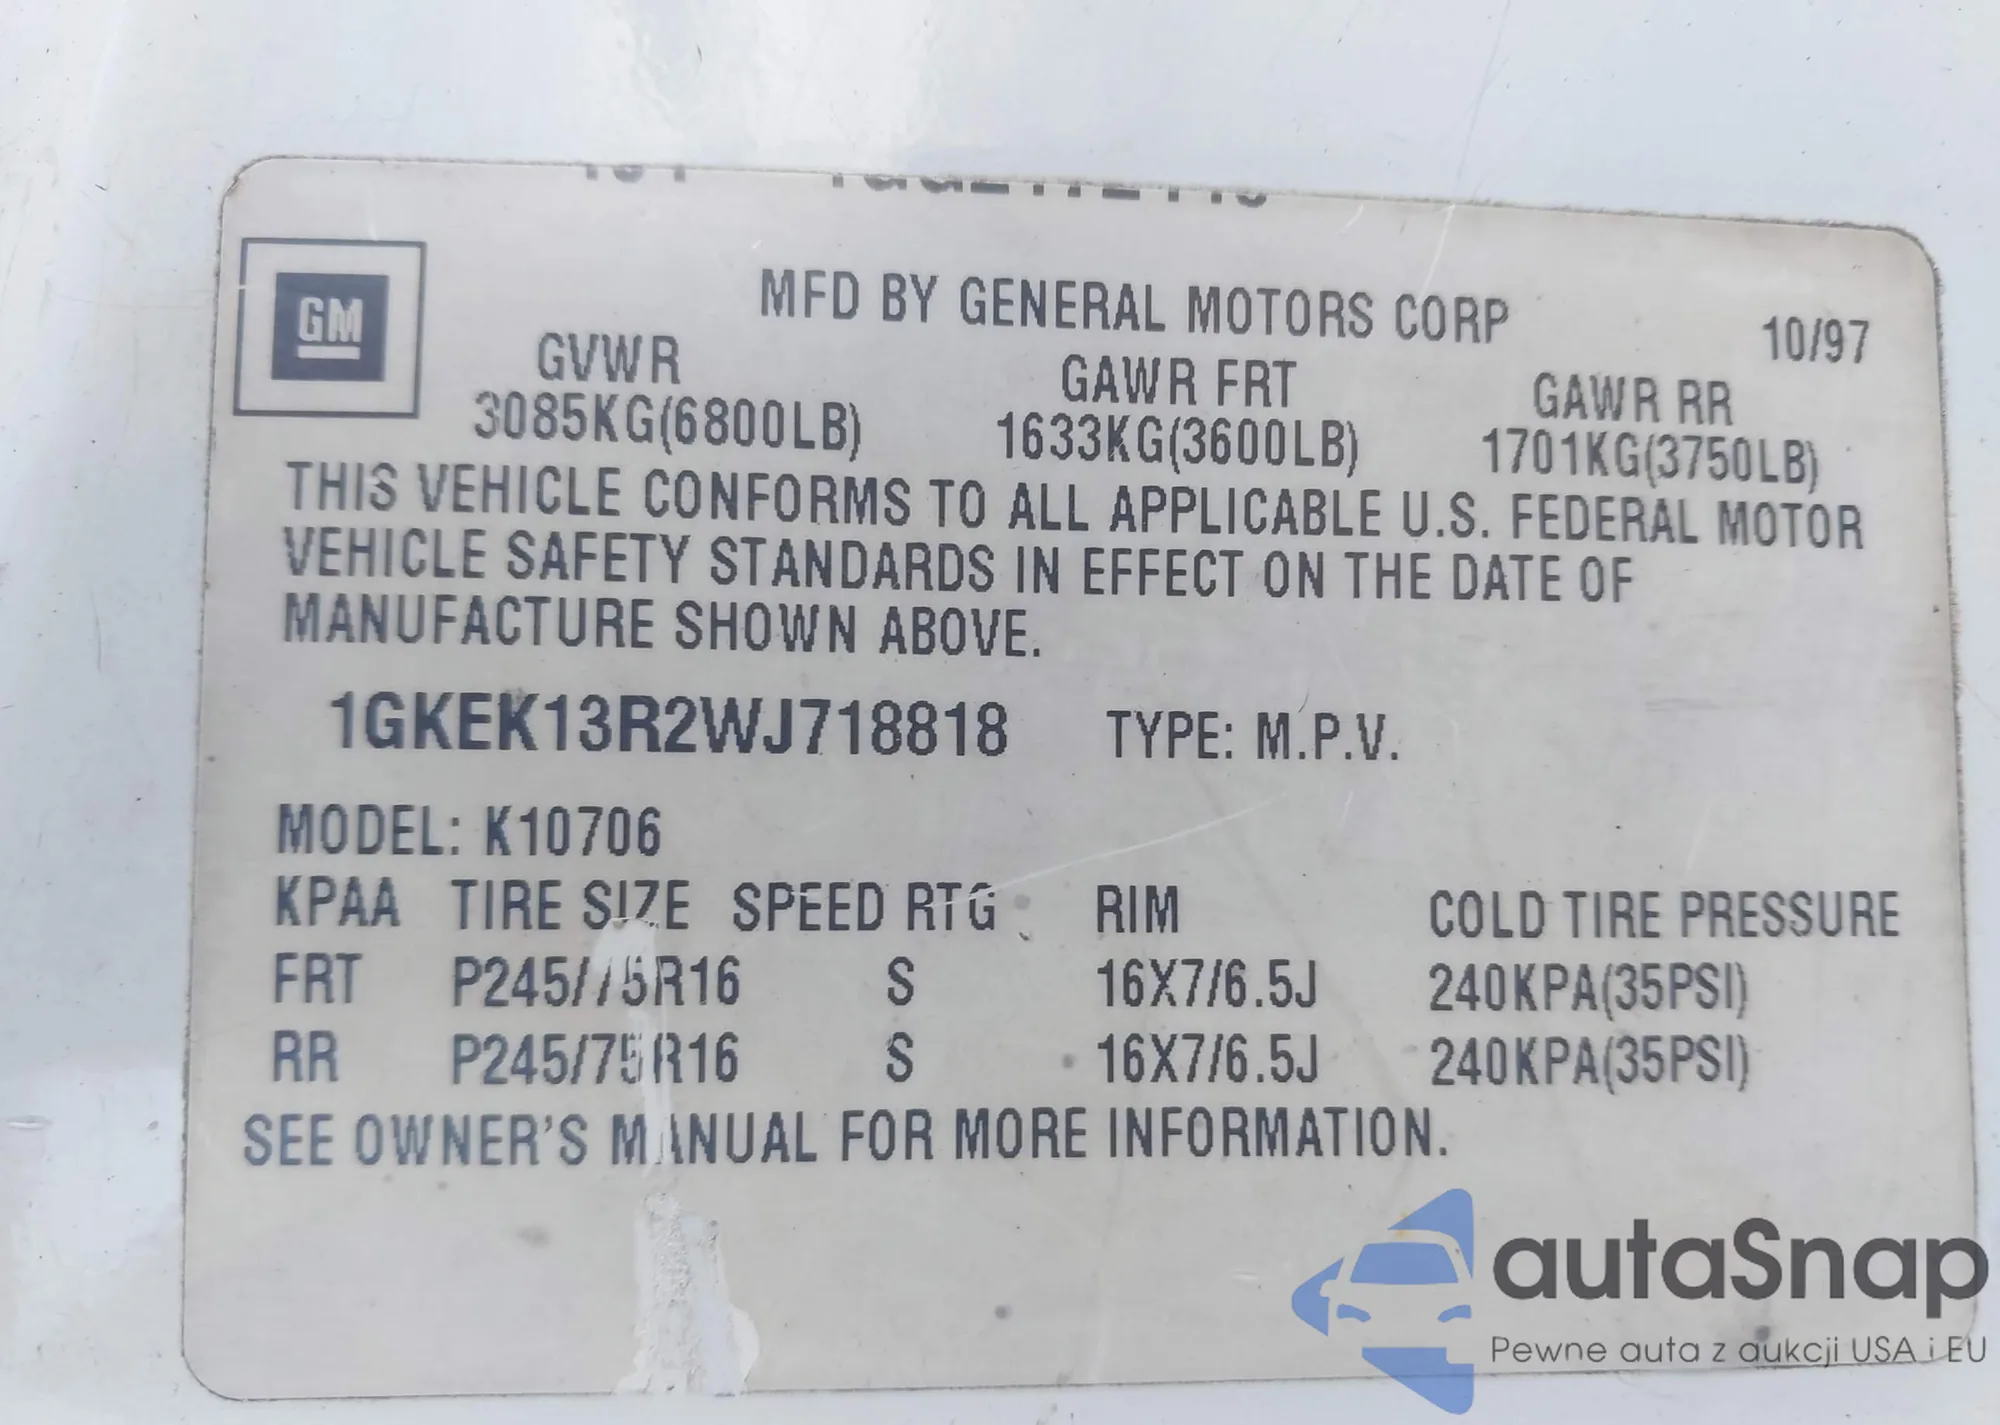 GM
MFD BY GENERAL MOTORS CORP 10/97
GVWR GAWR FRT GAWR RR
3085KG(6800LB) 1633KG(3600LB) 1701KG(3750LB)
THIS VEHICLE CONFORMS TO ALL APPLICABLE U.S. FEDERAL MOTOR
VEHICLE SAFETY STANDARDS IN EFFECT ON THE DATE OF
MANUFACTURE SHOWN ABOVE.
1GKEK13R2WJ718818 TYPE: M.P.V.
MODEL: K10706
KPAA TIRE SIZE SPEED RTG RIM COLD TIRE PRESSURE
FRT P245/75R16 S 16X7/6.5J 240KPA(35PSI)
RR P245/75R16 S 16X7/6.5J 240KPA(35PSI)
SEE OWNER'S MANUAL FOR MORE INFORMATION.
autaSnap
Pewne auta z aukcji USA i EU